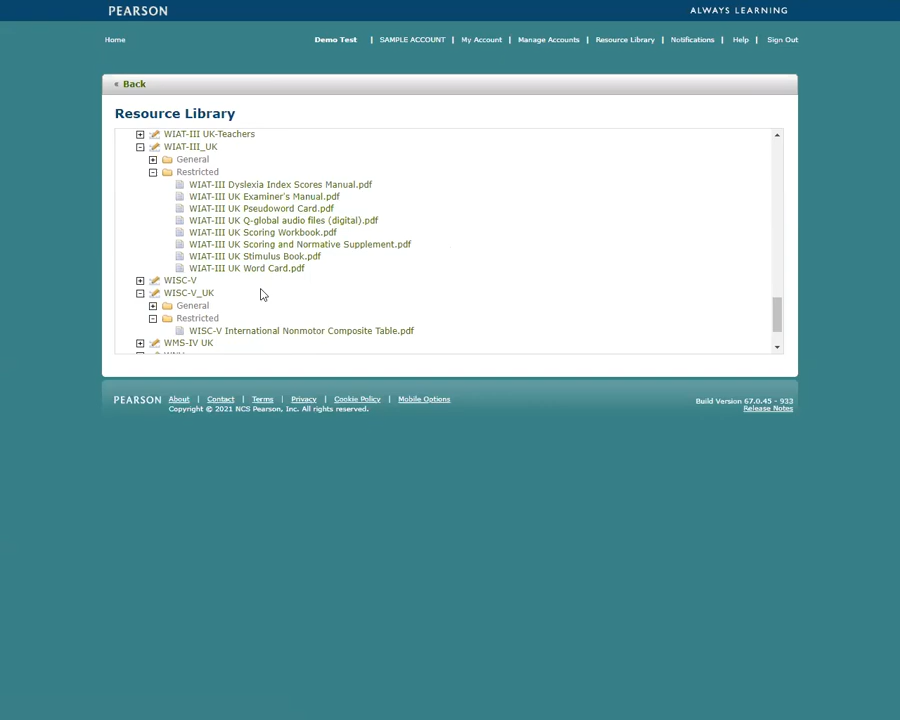 PEARSON
ALWAYS LEARNING
Home
Demo Test | SAMPLE ACCOUNT | My Account | Manage Accounts | Resource Library | Notifications | Help | Sign Out
« Back
Resource Library
WIAT-III UK-Teachers
WIAT-III_UK
General
Restricted
WIAT-III Dyslexia Index Scores Manual.pdf
WIAT-III UK Examiner's Manual.pdf
WIAT-III UK Pseudoword Card.pdf
WIAT-III UK Q-global audio files (digital).pdf
WIAT-III UK Scoring Workbook.pdf
WIAT-III UK Scoring and Normative Supplement.pdf
WIAT-III UK Stimulus Book.pdf
WIAT-III UK Word Card.pdf
WISC-V
WISC-V_UK
General
Restricted
WISC-V International Nonmotor Composite Table.pdf
WMS-IV UK
PEARSON
About | Contact | Terms | Privacy | Cookie Policy | Mobile Options
Copyright © 2021 NCS Pearson, Inc. All rights reserved.
Build Version 67.0.45 - 933
Release Notes